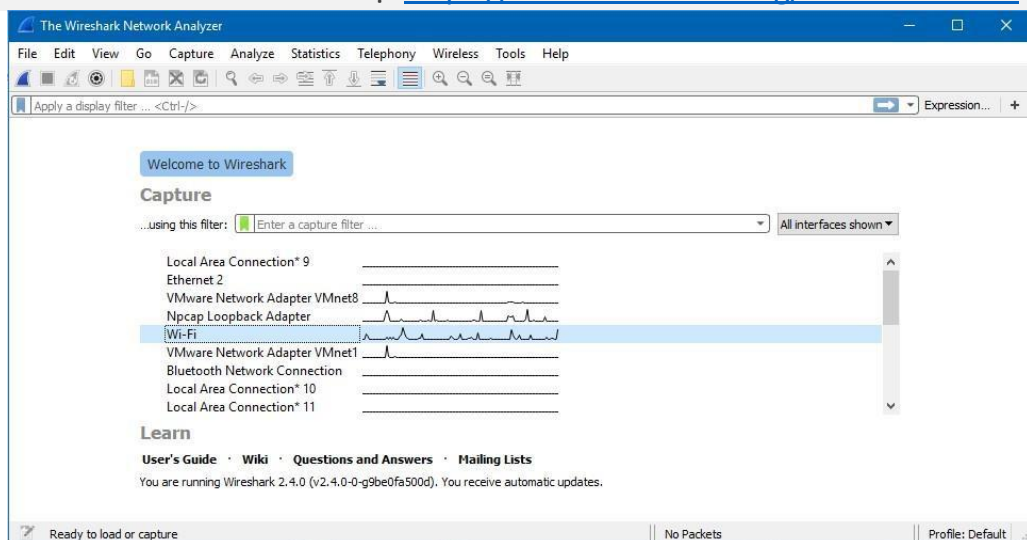 The Wireshark Network Analyzer
File Edit View Go Capture Analyze Statistics Telephony Wireless Tools Help
Apply a display filter ... <Ctrl-/> Expression... +
Welcome to Wireshark
Capture
...using this filter: Enter a capture filter ... All interfaces shown
Local Area Connection* 9
Ethernet 2
VMware Network Adapter VMnet8
Npcap Loopback Adapter
Wi-Fi
VMware Network Adapter VMnet1
Bluetooth Network Connection
Local Area Connection* 10
Local Area Connection* 11
Learn
User's Guide · Wiki · Questions and Answers · Mailing Lists
You are running Wireshark 2.4.0 (v2.4.0-0-g9be0fa500d). You receive automatic updates.
Ready to load or capture No Packets Profile: Default